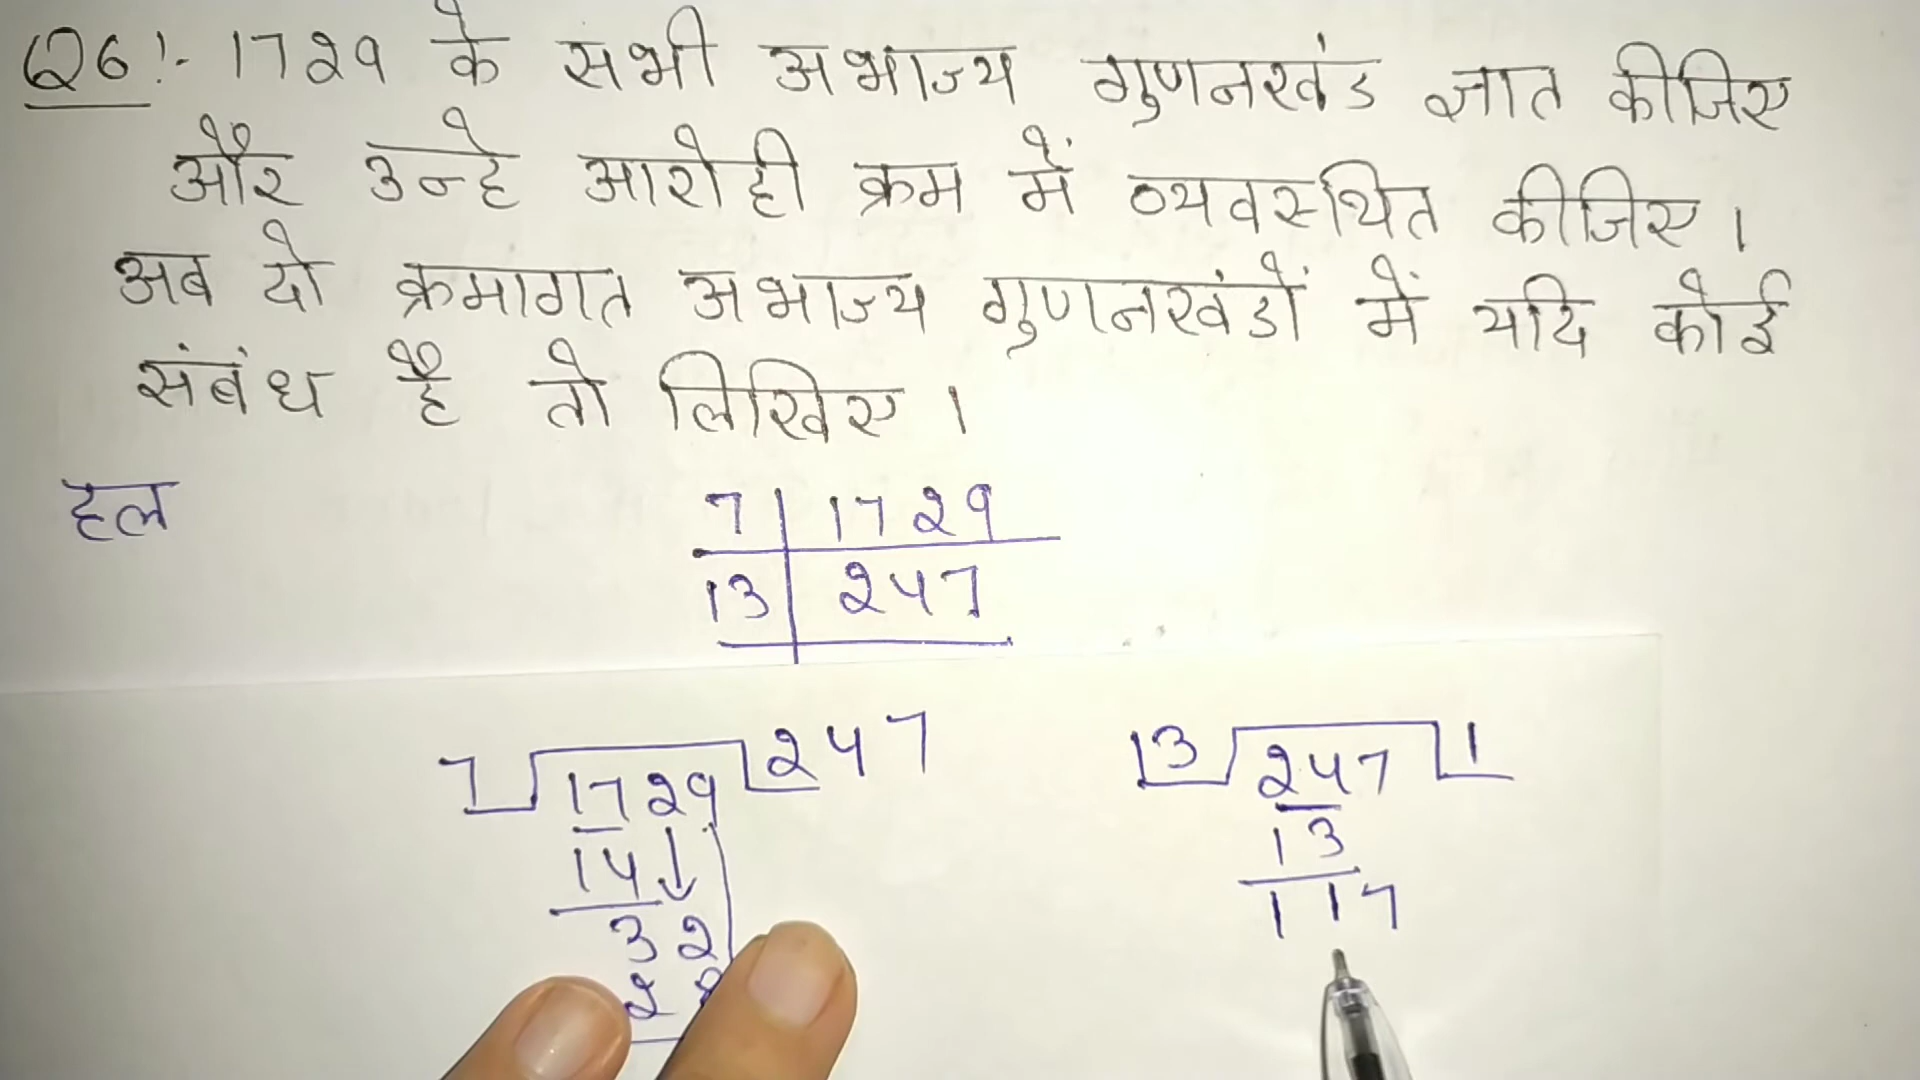 Q6!- 1729 के सभी अभाज्य गुणनखंड ज्ञात कीजिए
और उन्हे आरोही क्रम में व्यवस्थित कीजिए।
अब दो क्रमागत अभाज्य गुणनखंडों में यदि कोई
संबंध है तो लिखिए।
हल
7 | 1729
13 | 247
7 1729 247
14
32
2
13 247 1
13
117